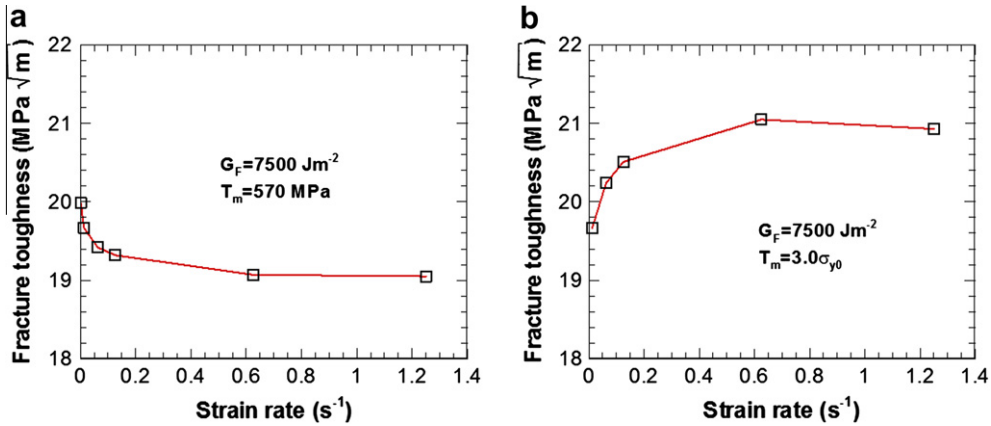 a
22
21
20
19
18
Fracture toughness (MPa √m)
G_F=7500 Jm⁻²
T_m=570 MPa
0 0.2 0.4 0.6 0.8 1 1.2 1.4
Strain rate (s⁻¹)
b
22
21
20
19
18
Fracture toughness (MPa √m)
G_F=7500 Jm⁻²
T_m=3.0σ_y0
0 0.2 0.4 0.6 0.8 1 1.2 1.4
Strain rate (s⁻¹)